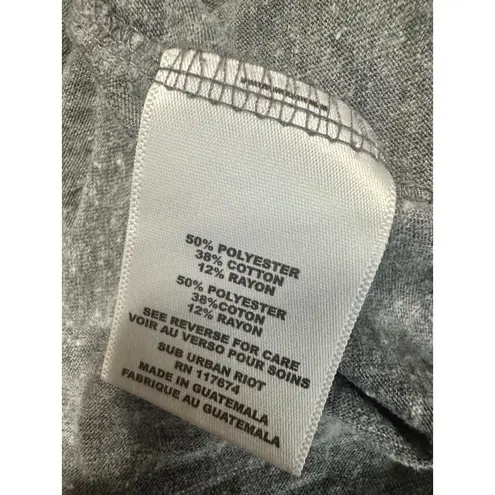 50% POLYESTER
38% COTTON
12% RAYON
50% POLYESTER
38%COTON
12% RAYON
SEE REVERSE FOR CARE
VOIR AU VERSO POUR SOINS
SUB URBAN RIOT
RN 117674
MADE IN GUATEMALA
FABRIQUE AU GUATEMALA